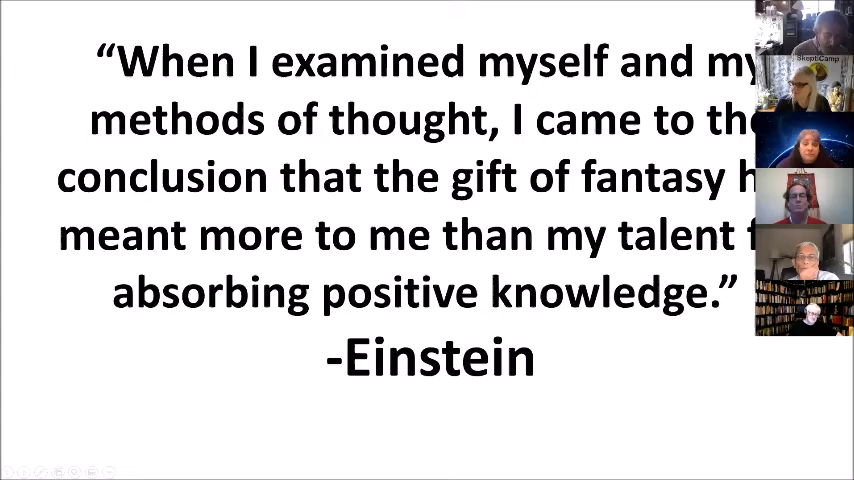 “When I examined myself and my
methods of thought, I came to the
conclusion that the gift of fantasy h
meant more to me than my talent f
absorbing positive knowledge.”
-Einstein
SkeptiCamp